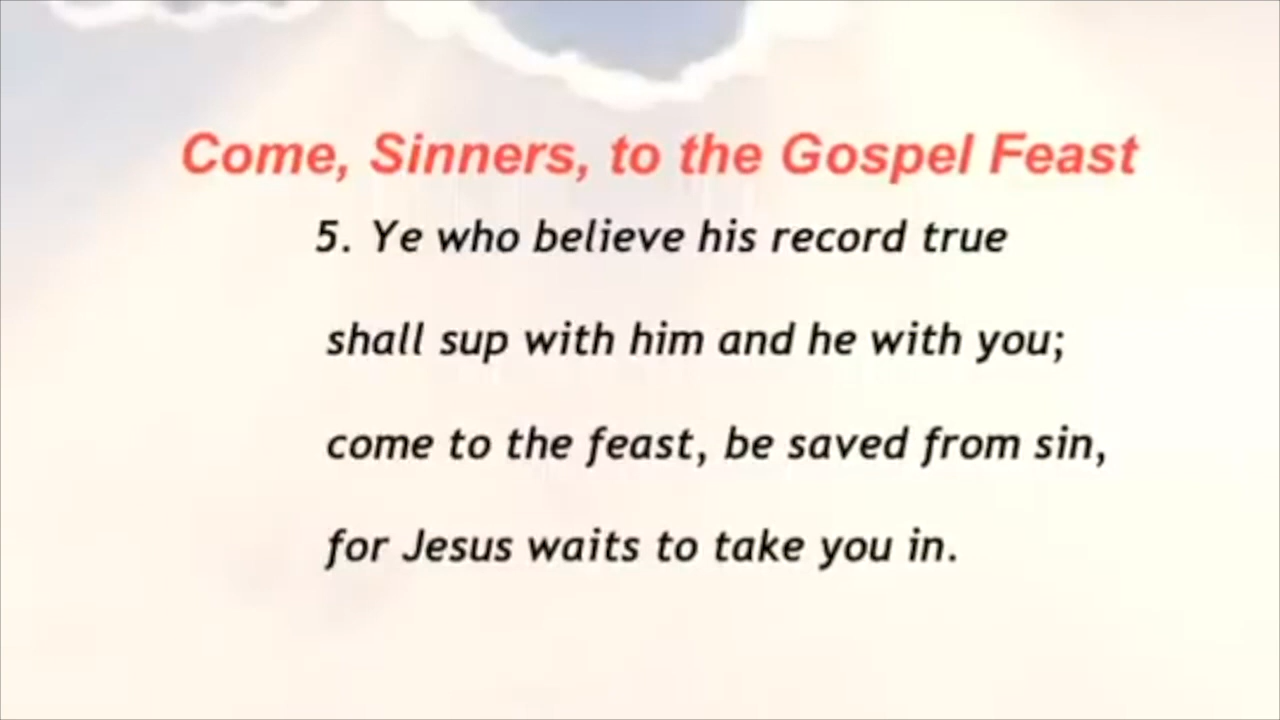 Come, Sinners, to the Gospel Feast
5. Ye who believe his record true
shall sup with him and he with you;
come to the feast, be saved from sin,
for Jesus waits to take you in.